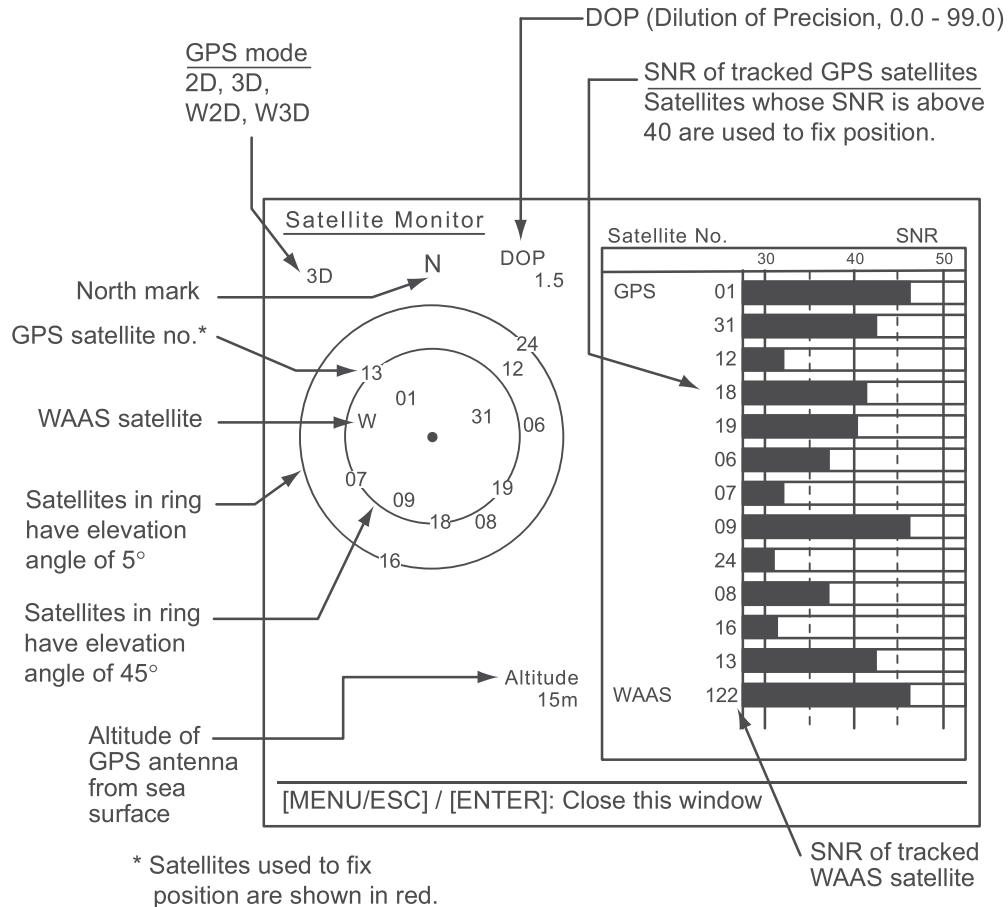 DOP (Dilution of Precision, 0.0 - 99.0)
GPS mode
2D, 3D,
W2D, W3D
SNR of tracked GPS satellites
Satellites whose SNR is above
40 are used to fix position.
Satellite Monitor
3D
N
DOP
1.5
North mark
GPS satellite no.*
WAAS satellite
Satellites in ring
have elevation
angle of 5°
Satellites in ring
have elevation
angle of 45°
Altitude of
GPS antenna
from sea
surface
24
13
12
01
W
31
06
07
09
19
18
08
16
Altitude
15m
Satellite No. SNR
30 40 50
GPS 01
31
12
18
19
06
07
09
24
08
16
13
WAAS 122
[MENU/ESC] / [ENTER]: Close this window
SNR of tracked
WAAS satellite
* Satellites used to fix
position are shown in red.